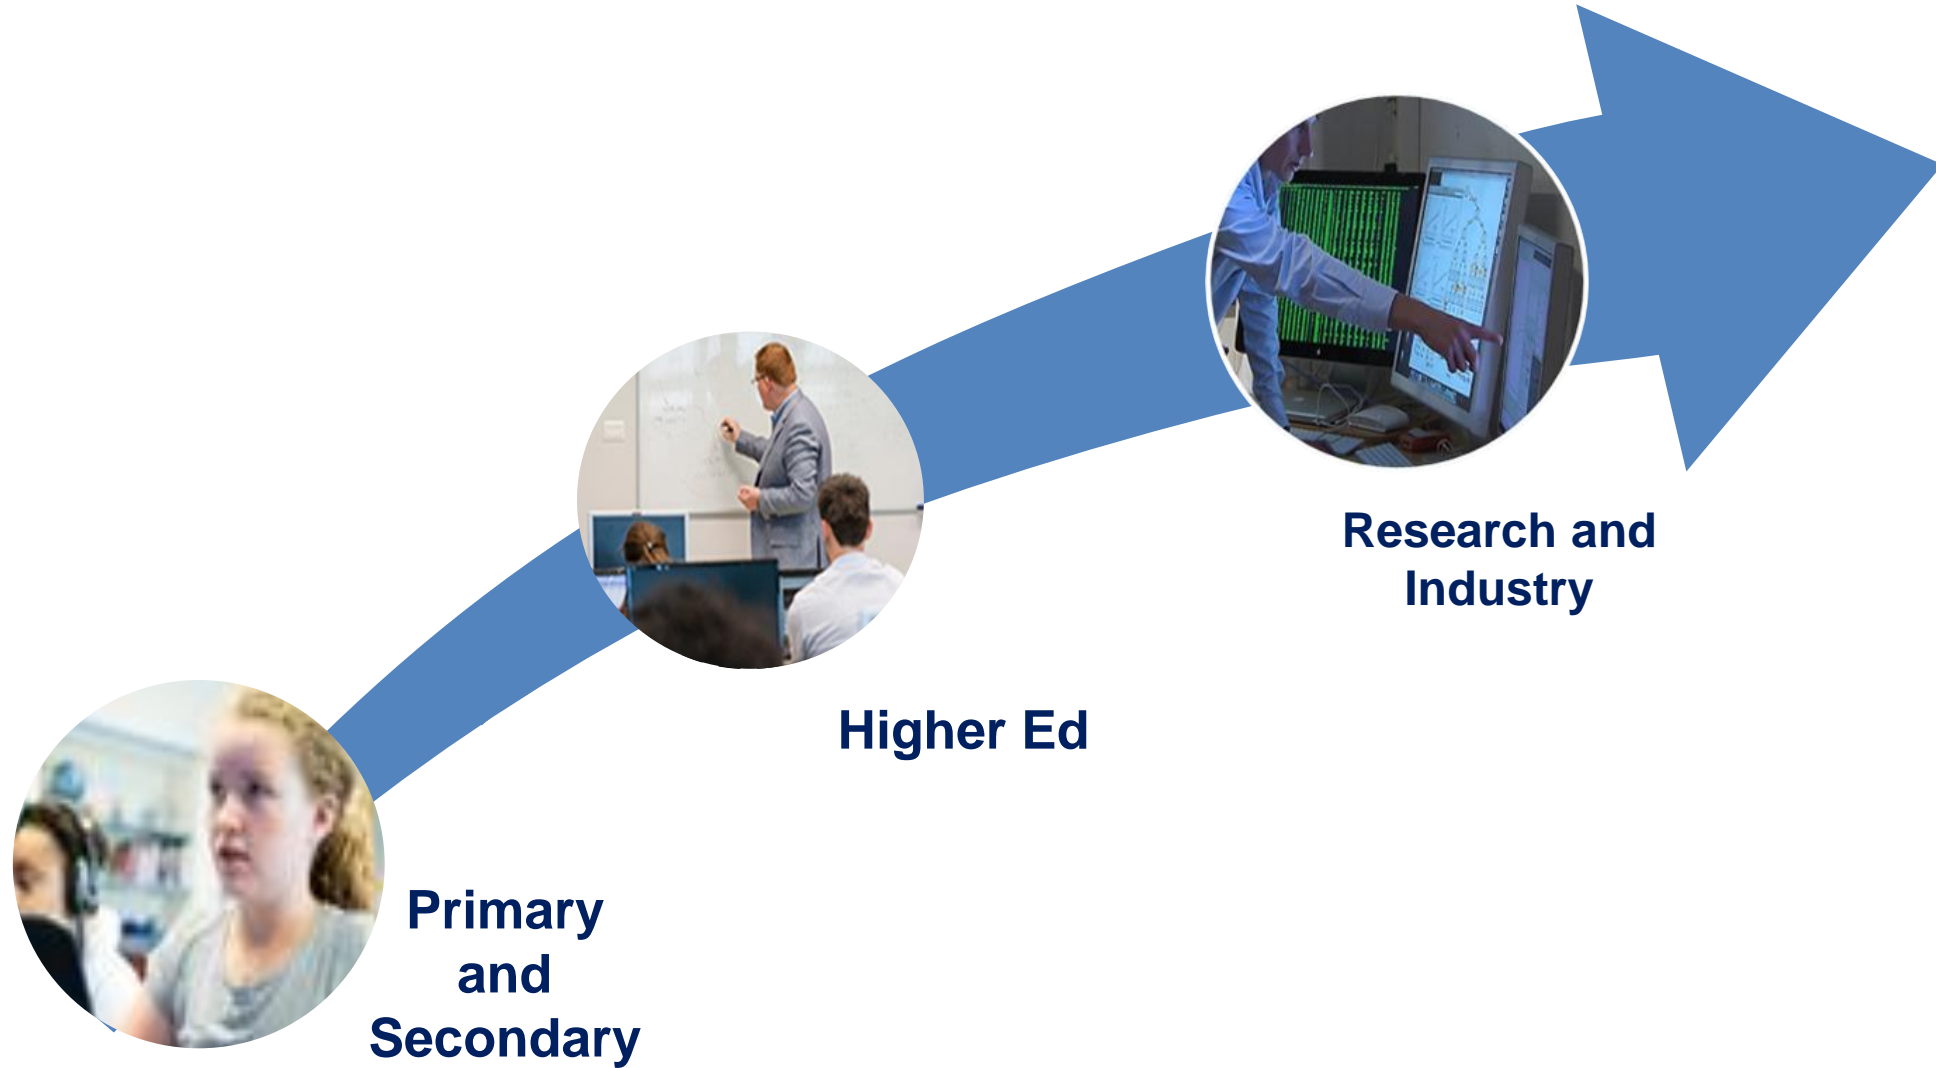 Research and
Industry
Higher Ed
Primary
and
Secondary